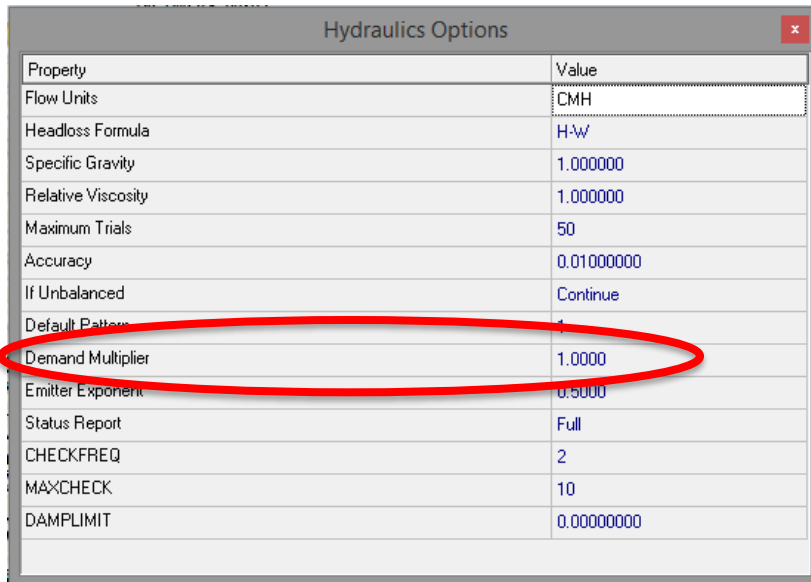 Hydraulics Options
x
Property Value
Flow Units CMH
Headloss Formula H-W
Specific Gravity 1.000000
Relative Viscosity 1.000000
Maximum Trials 50
Accuracy 0.01000000
If Unbalanced Continue
Default Pattern 1
Demand Multiplier 1.0000
Emitter Exponent 0.5000
Status Report Full
CHECKFREQ 2
MAXCHECK 10
DAMPLIMIT 0.00000000